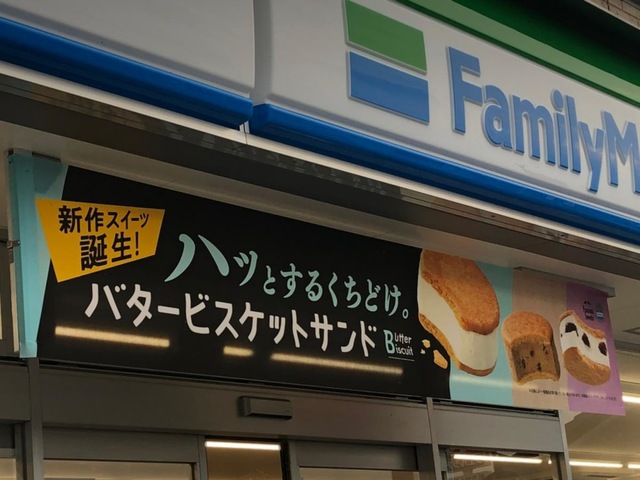 FamilyM
新作スイーツ
誕生!
ハッとするくちどけ。
バタービスケットサンド
Butter
Biscuit